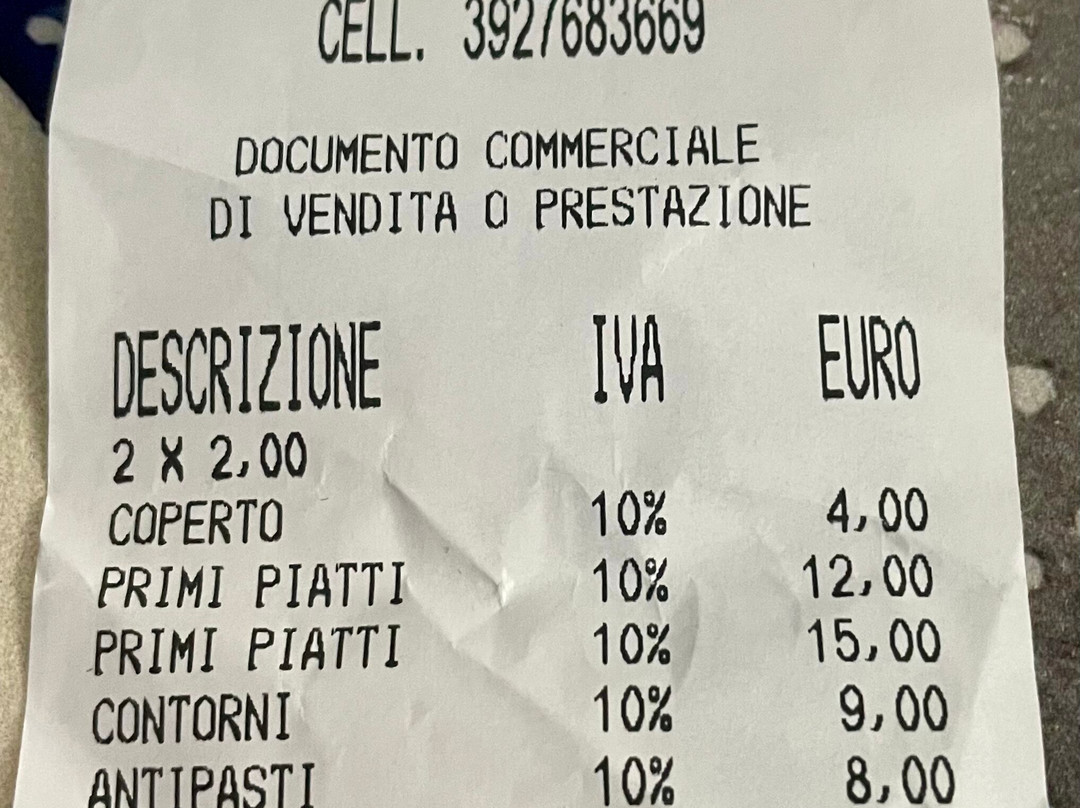 CELL. 3927683669
DOCUMENTO COMMERCIALE
DI VENDITA O PRESTAZIONE
DESCRIZIONE IVA EURO
2 X 2,00
COPERTO 10% 4,00
PRIMI PIATTI 10% 12,00
PRIMI PIATTI 10% 15,00
CONTORNI 10% 9,00
ANTIPASTI 10% 8,00